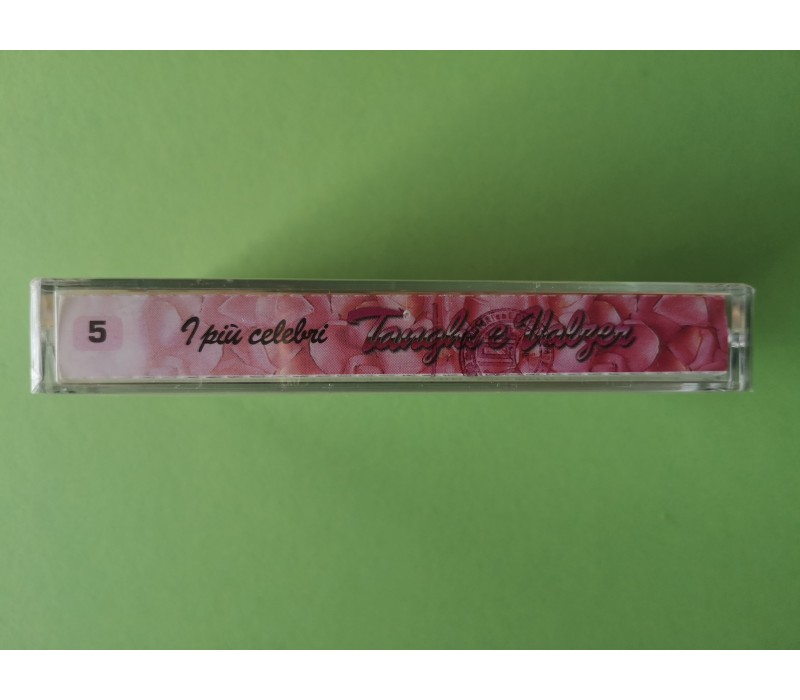 5 I più celebri Tanghi e Valzer